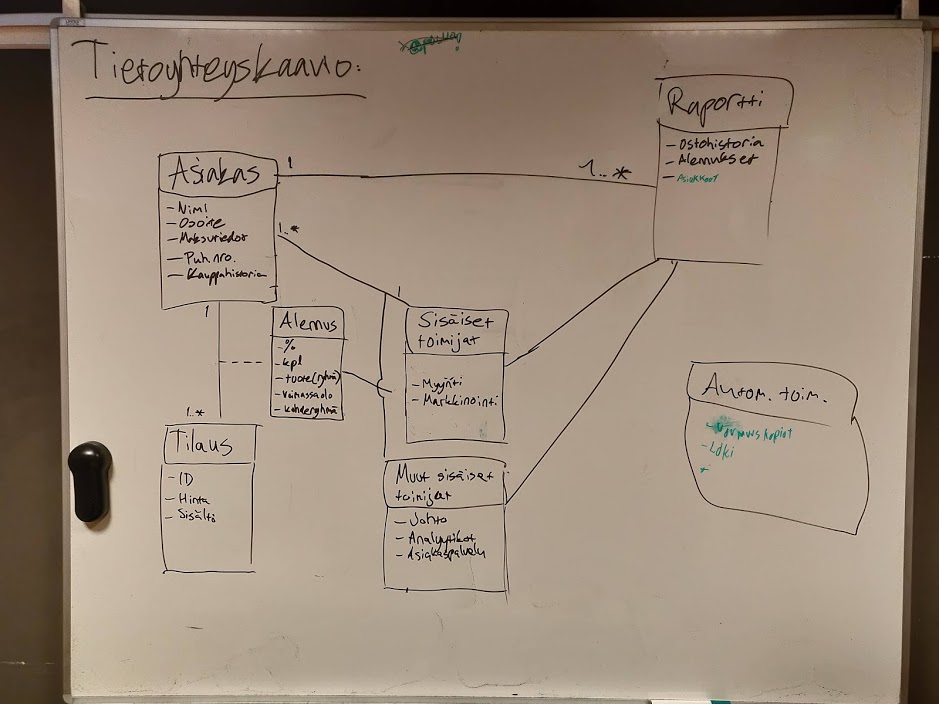 Tietoyhteyskaavio:
1
Raportti
- Ostohistoria
- Alennukset
- Asiakkaat
Asiakas
- Nimi
- Osoite
- Maksutiedot
- Puh.nro.
- Kauppahistoria
1
1..*
1..*
1
1
Alennus
- %
- kpl
- tuote(ryhmä)
- voimassaolo
- kohderyhmä
Sisäiset
toimijat
- Myynti
- Markkinointi
1..*
Tilaus
- ID
- Hinta
- Sisältö
Muut sisäiset
toimijat
- Johto
- Analyytikot
- Asiakaspalvelu
Autom. toim.
- Varmuuskopiot
- Loki
*